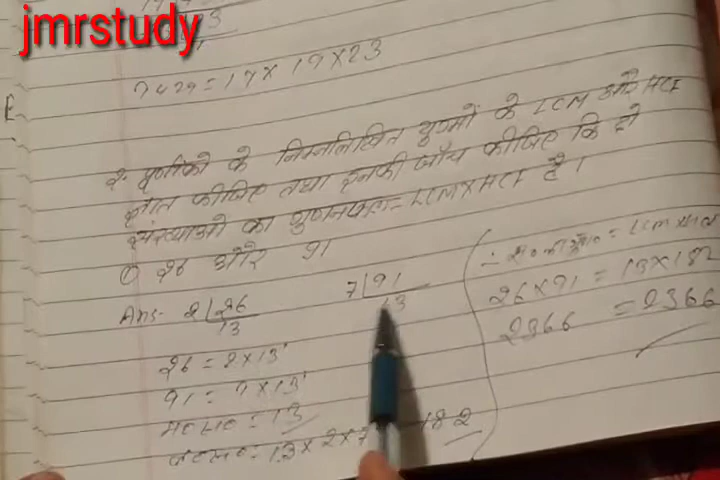 jmrstudy
7429 = 17 × 19 × 23
2. पूर्णांकों के निम्नलिखित युग्मों के LCM और HCF
ज्ञात कीजिए तथा इनकी जाँच कीजिए कि दो
संख्याओं का गुणनफल = LCM × HCF है।
① 26 और 91
Ans- 2 26
13
7 91
13
26 = 2 × 13
91 = 7 × 13
म०स०= 13
13 × 2 × 7 182
= LCM × HCF
26 × 91 = 13 × 182
2366 = 2366